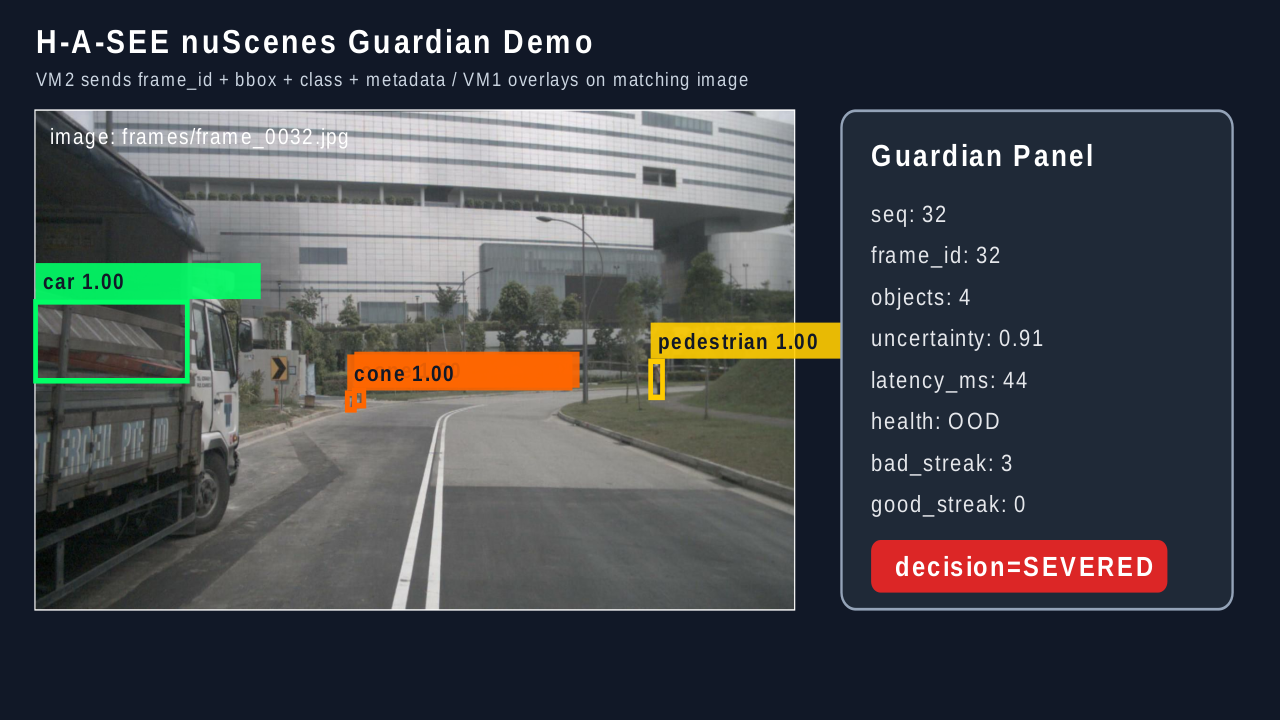 H-A-SEE nuScenes Guardian Demo
VM2 sends frame_id + bbox + class + metadata / VM1 overlays on matching image
image: frames/frame_0032.jpg
car 1.00
cone 1.00
pedestrian 1.00
PTE LTD
Guardian Panel
seq: 32
frame_id: 32
objects: 4
uncertainty: 0.91
latency_ms: 44
health: OOD
bad_streak: 3
good_streak: 0
decision=SEVERED